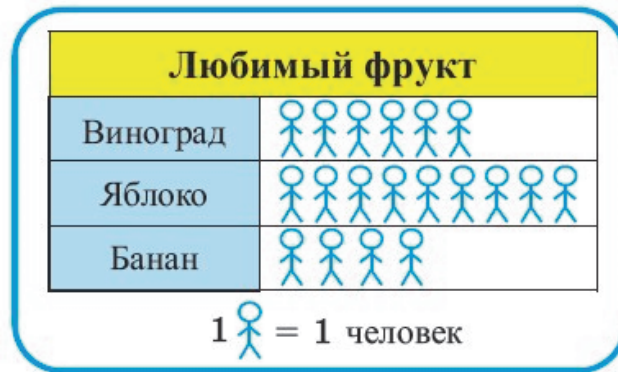 Любимый фрукт
Виноград
Яблоко
Банан
1 = 1 человек